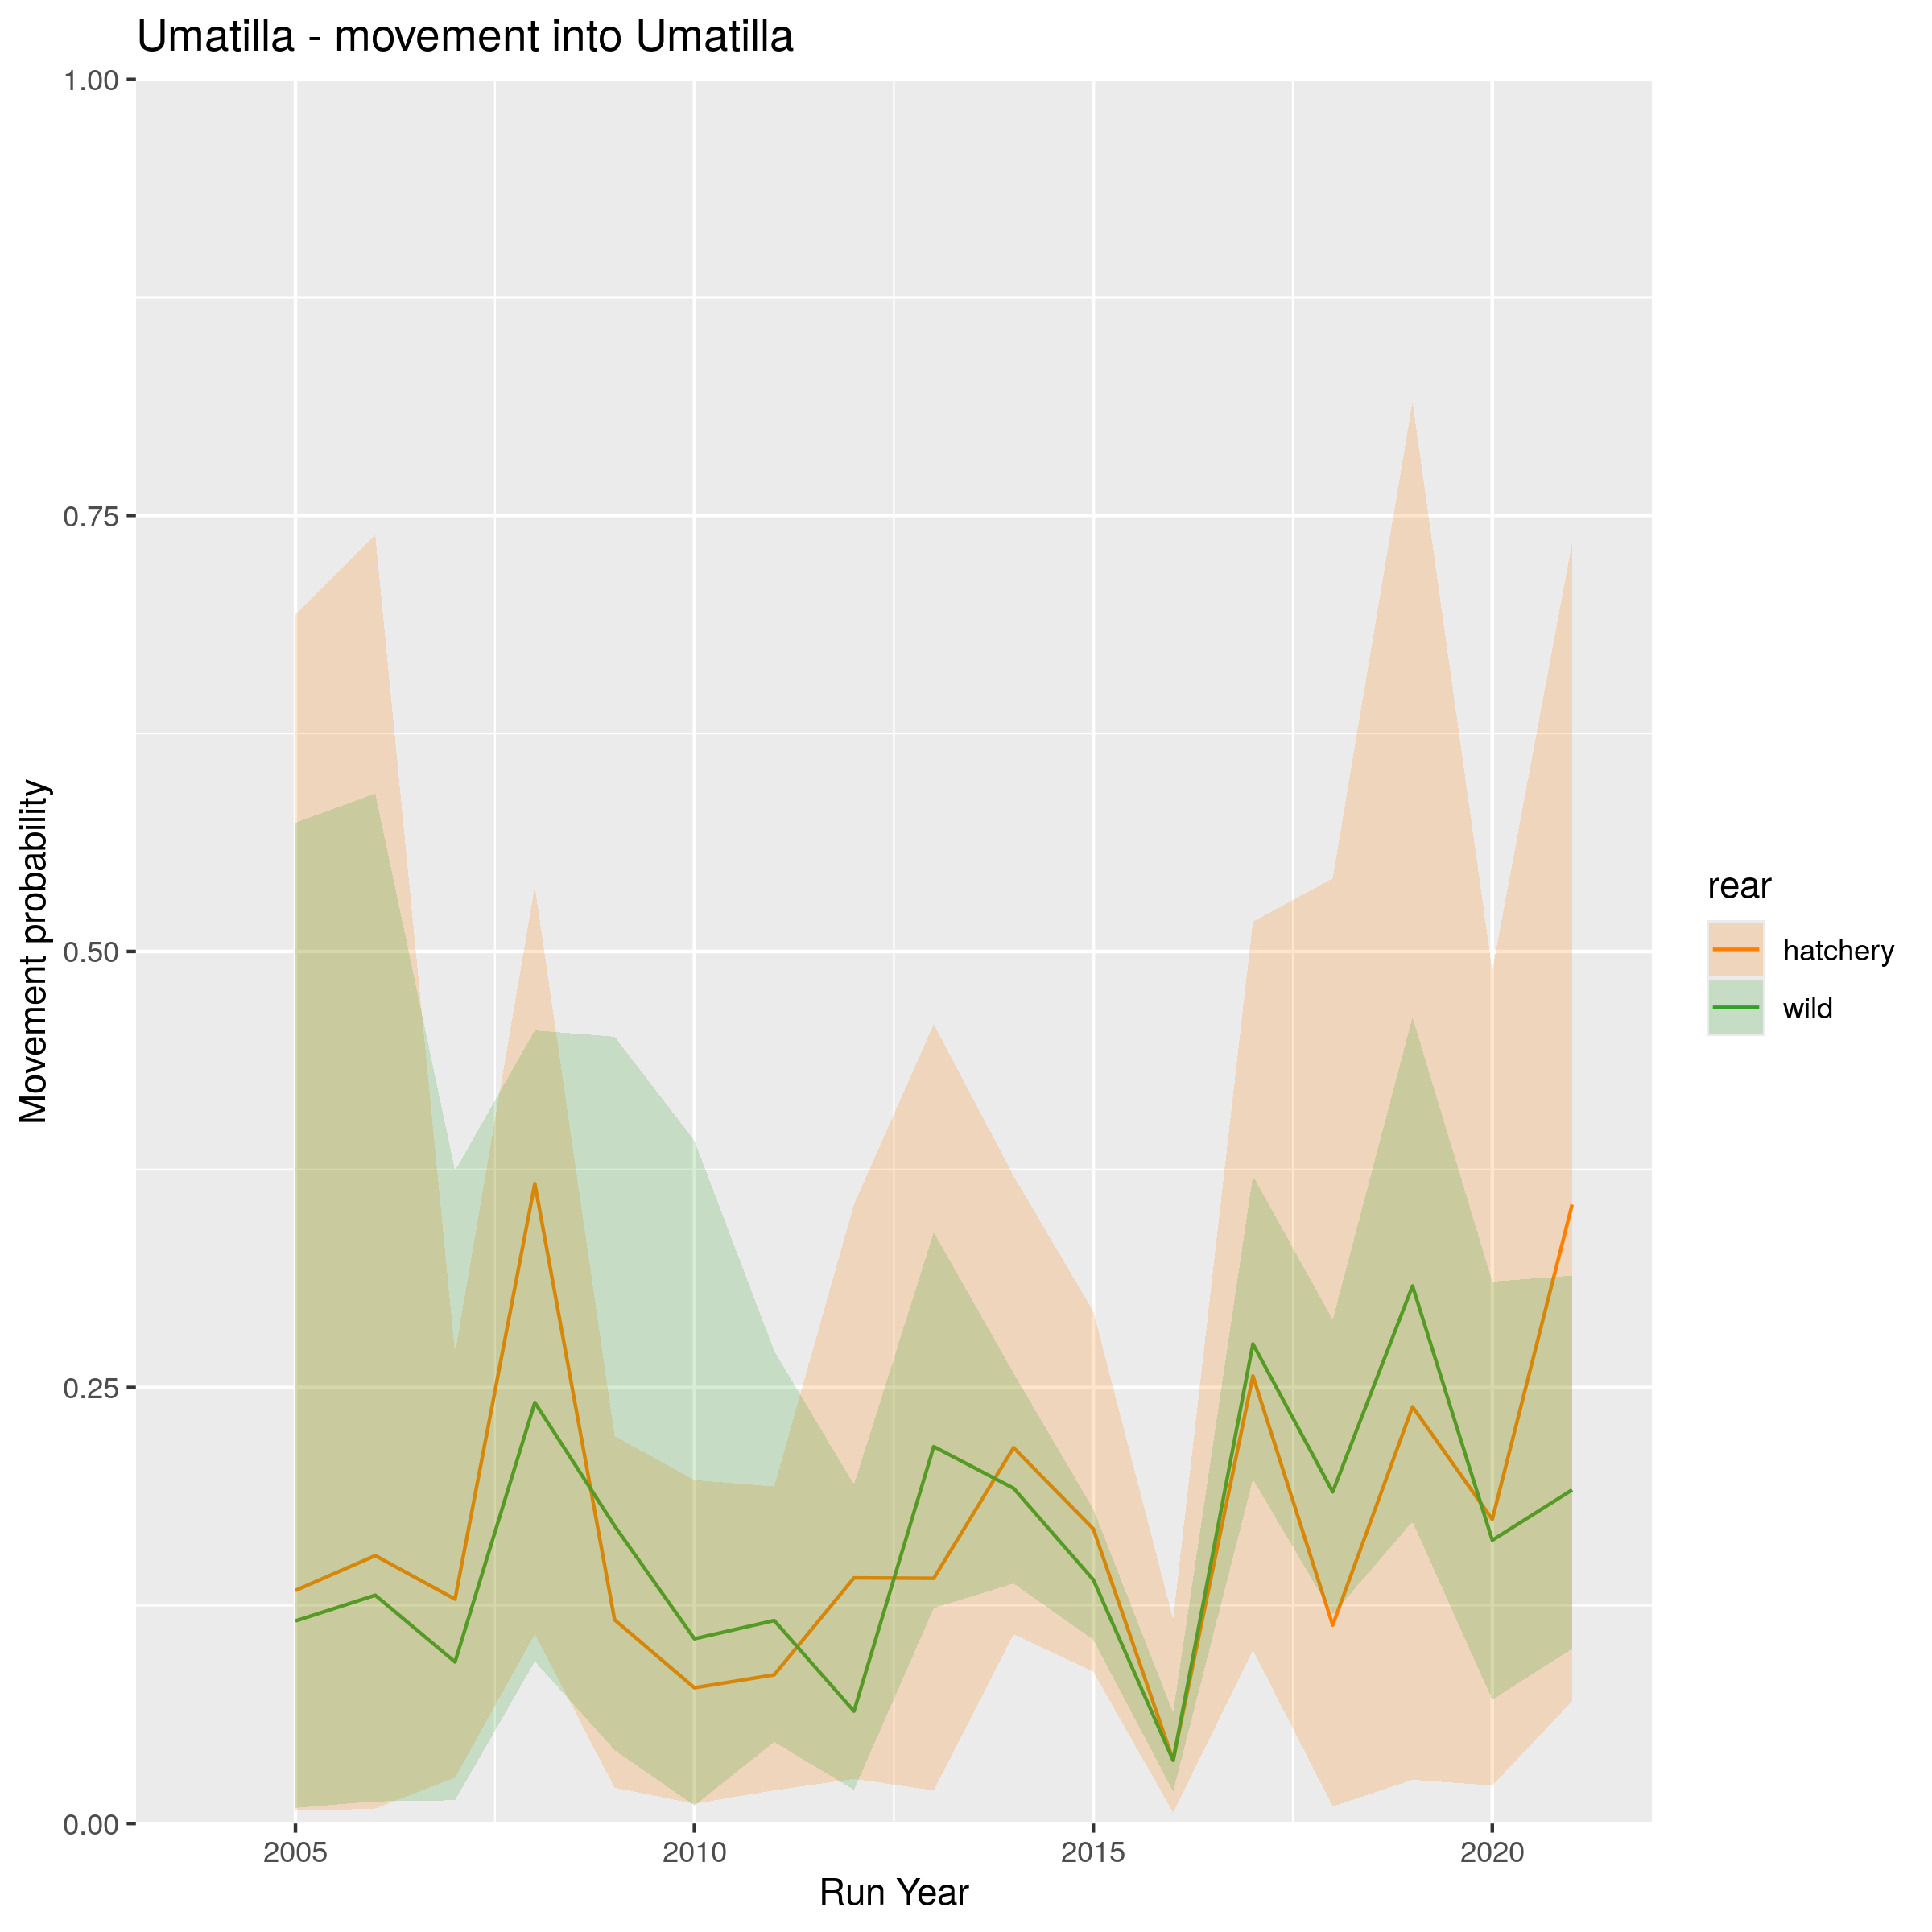 Umatilla - movement into Umatilla
1.00
0.75
0.50
0.25
0.00
Movement probability
2005
2010
2015
2020
Run Year
rear
hatchery
wild